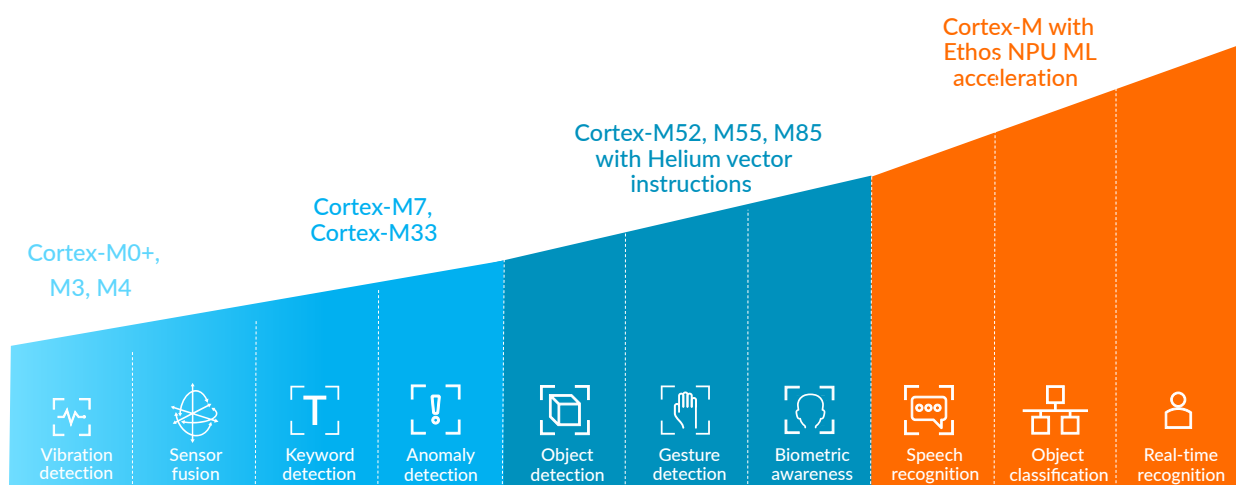 Cortex-M with
Ethos NPU ML
acceleration
Cortex-M52, M55, M85
with Helium vector
instructions
Cortex-M7,
Cortex-M33
Cortex-M0+,
M3, M4
T
Vibration
detection
Sensor
fusion
Keyword
detection
Anomaly
detection
Object
detection
Gesture
detection
Biometric
awareness
Speech
recognition
Object
classification
Real-time
recognition